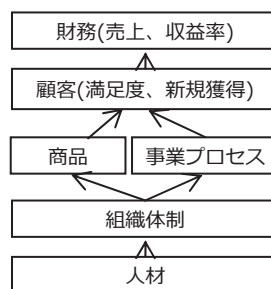 財務(売上、収益率)
顧客(満足度、新規獲得)
商品
事業プロセス
組織体制
人材